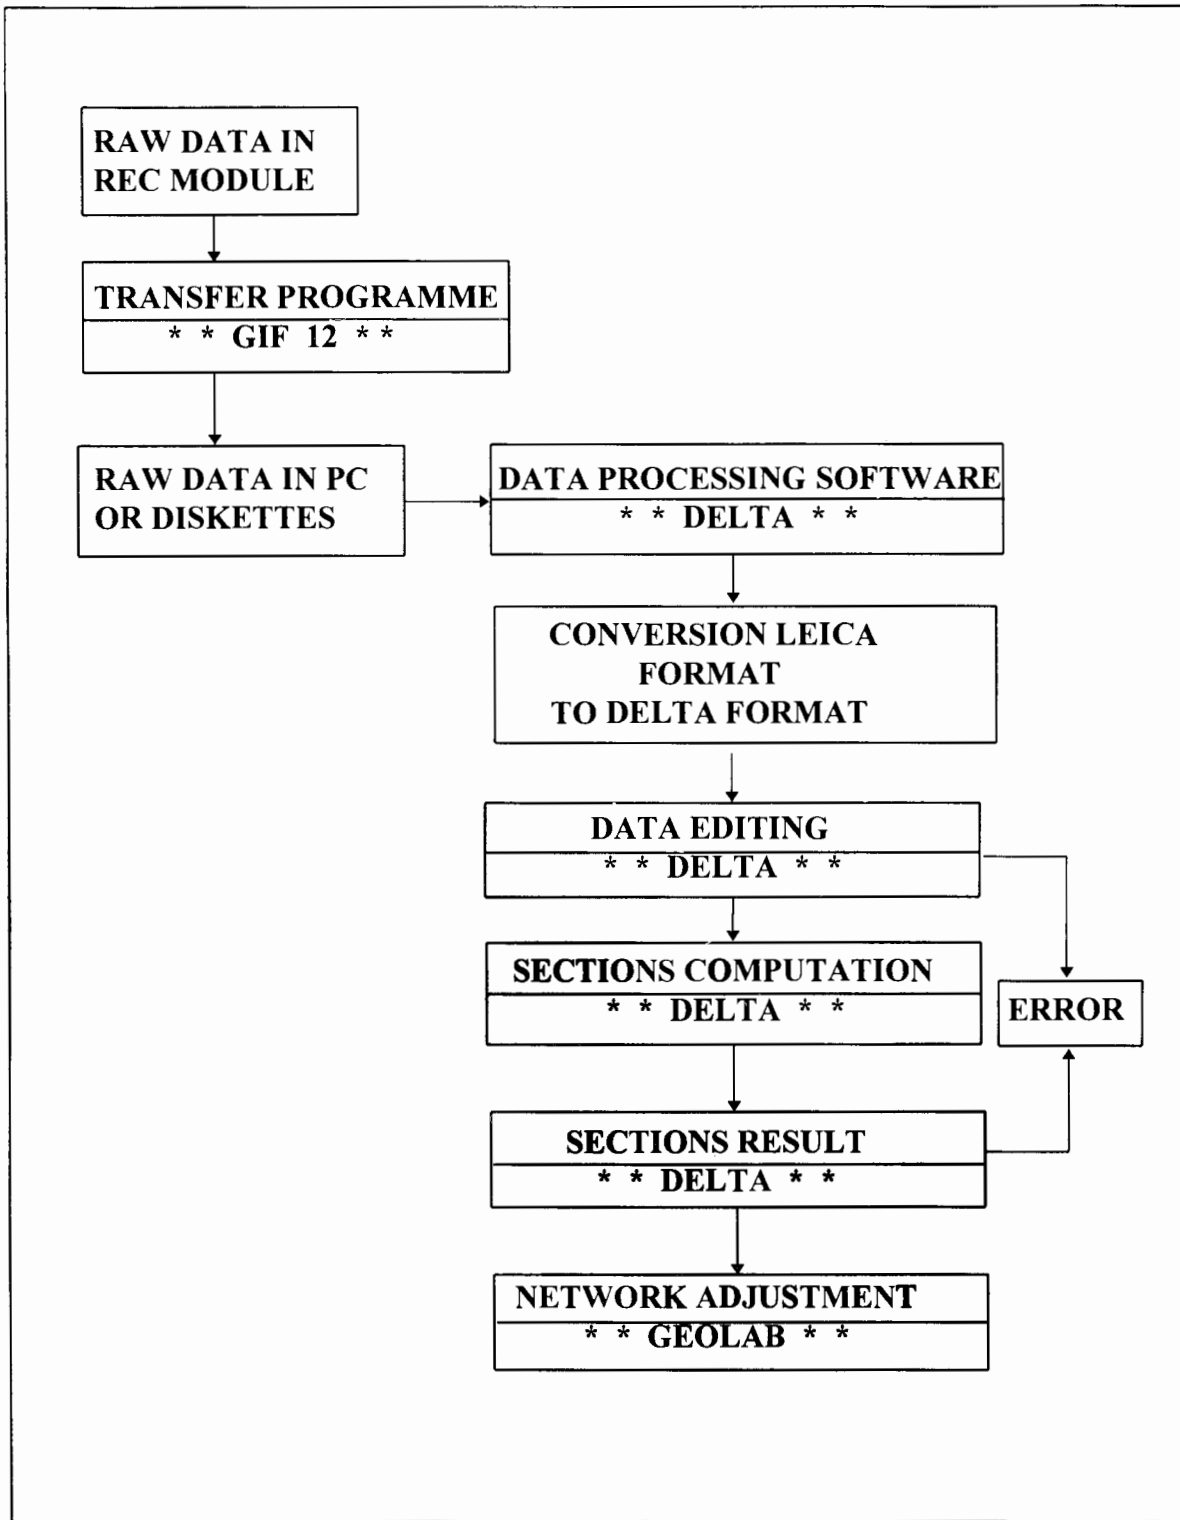 RAW DATA IN
REC MODULE
TRANSFER PROGRAMME
* * GIF 12 * *
RAW DATA IN PC
OR DISKETTES
DATA PROCESSING SOFTWARE
* * DELTA * *
CONVERSION LEICA
FORMAT
TO DELTA FORMAT
DATA EDITING
* * DELTA * *
SECTIONS COMPUTATION
* * DELTA * *
ERROR
SECTIONS RESULT
* * DELTA * *
NETWORK ADJUSTMENT
* * GEOLAB * *